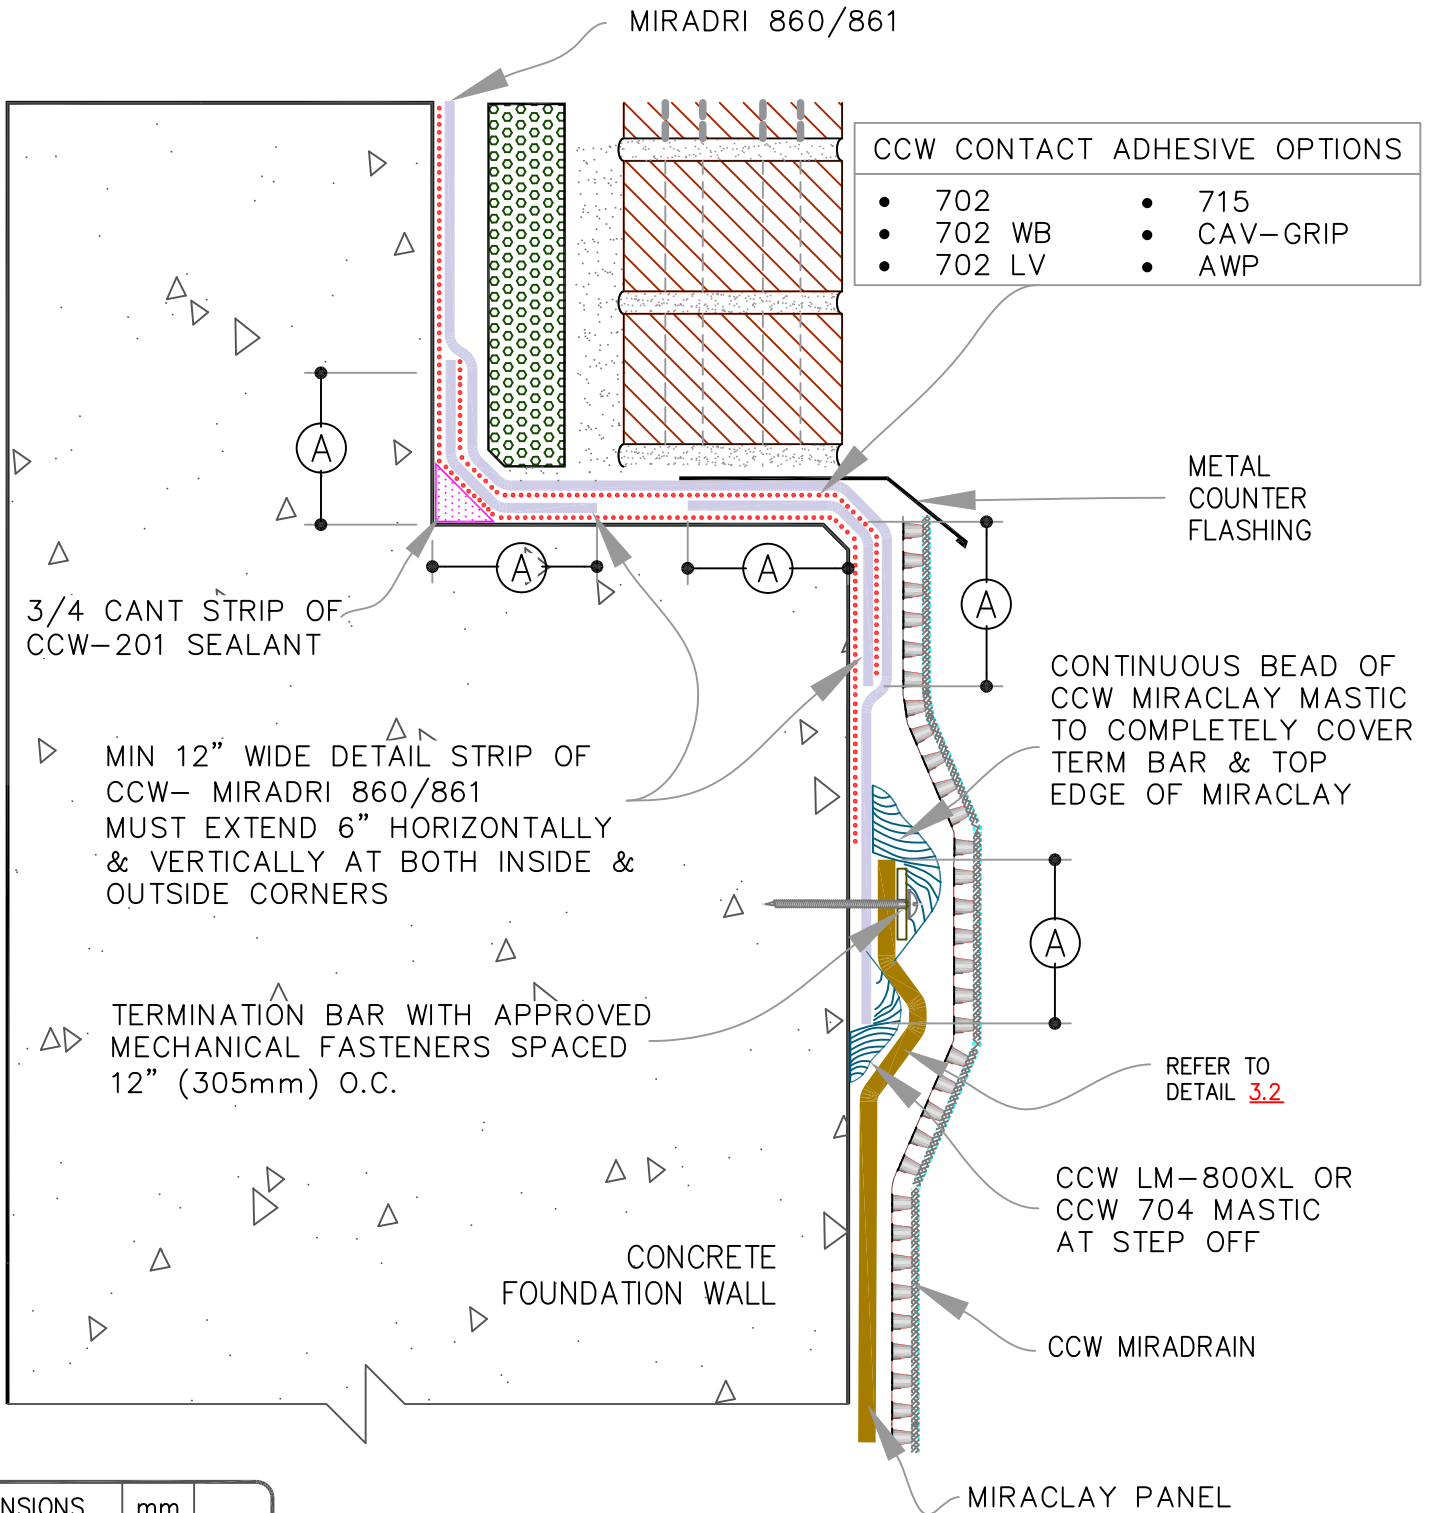 MIRADRI 860/861
CCW CONTACT ADHESIVE OPTIONS
• 702
• 702 WB
• 702 LV
• 715
• CAV-GRIP
• AWP
METAL
COUNTER
FLASHING
A
A
A
A
3/4 CANT STRIP OF
CCW-201 SEALANT
CONTINUOUS BEAD OF
CCW MIRACLAY MASTIC
TO COMPLETELY COVER
TERM BAR & TOP
EDGE OF MIRACLAY
MIN 12” WIDE DETAIL STRIP OF
CCW- MIRADRI 860/861
MUST EXTEND 6” HORIZONTALLY
& VERTICALLY AT BOTH INSIDE &
OUTSIDE CORNERS
A
TERMINATION BAR WITH APPROVED
MECHANICAL FASTENERS SPACED
12” (305mm) O.C.
REFER TO
DETAIL 3.2
CCW LM-800XL OR
CCW 704 MASTIC
AT STEP OFF
CONCRETE
FOUNDATION WALL
CCW MIRADRAIN
MIRACLAY PANEL
NSIONS mm